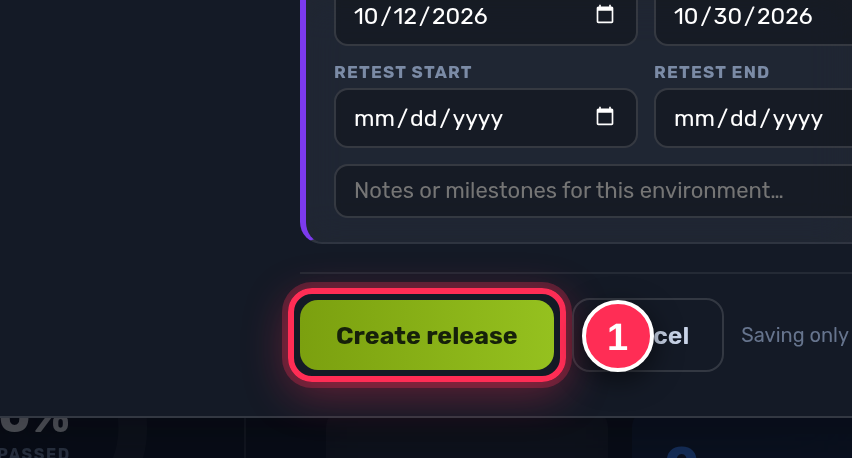 10/12/2026 10/30/2026
RETEST START RETEST END
mm/dd/yyyy mm/dd/yyyy
Notes or milestones for this environment…
Create release 1 cel Saving only
0%
PASSED